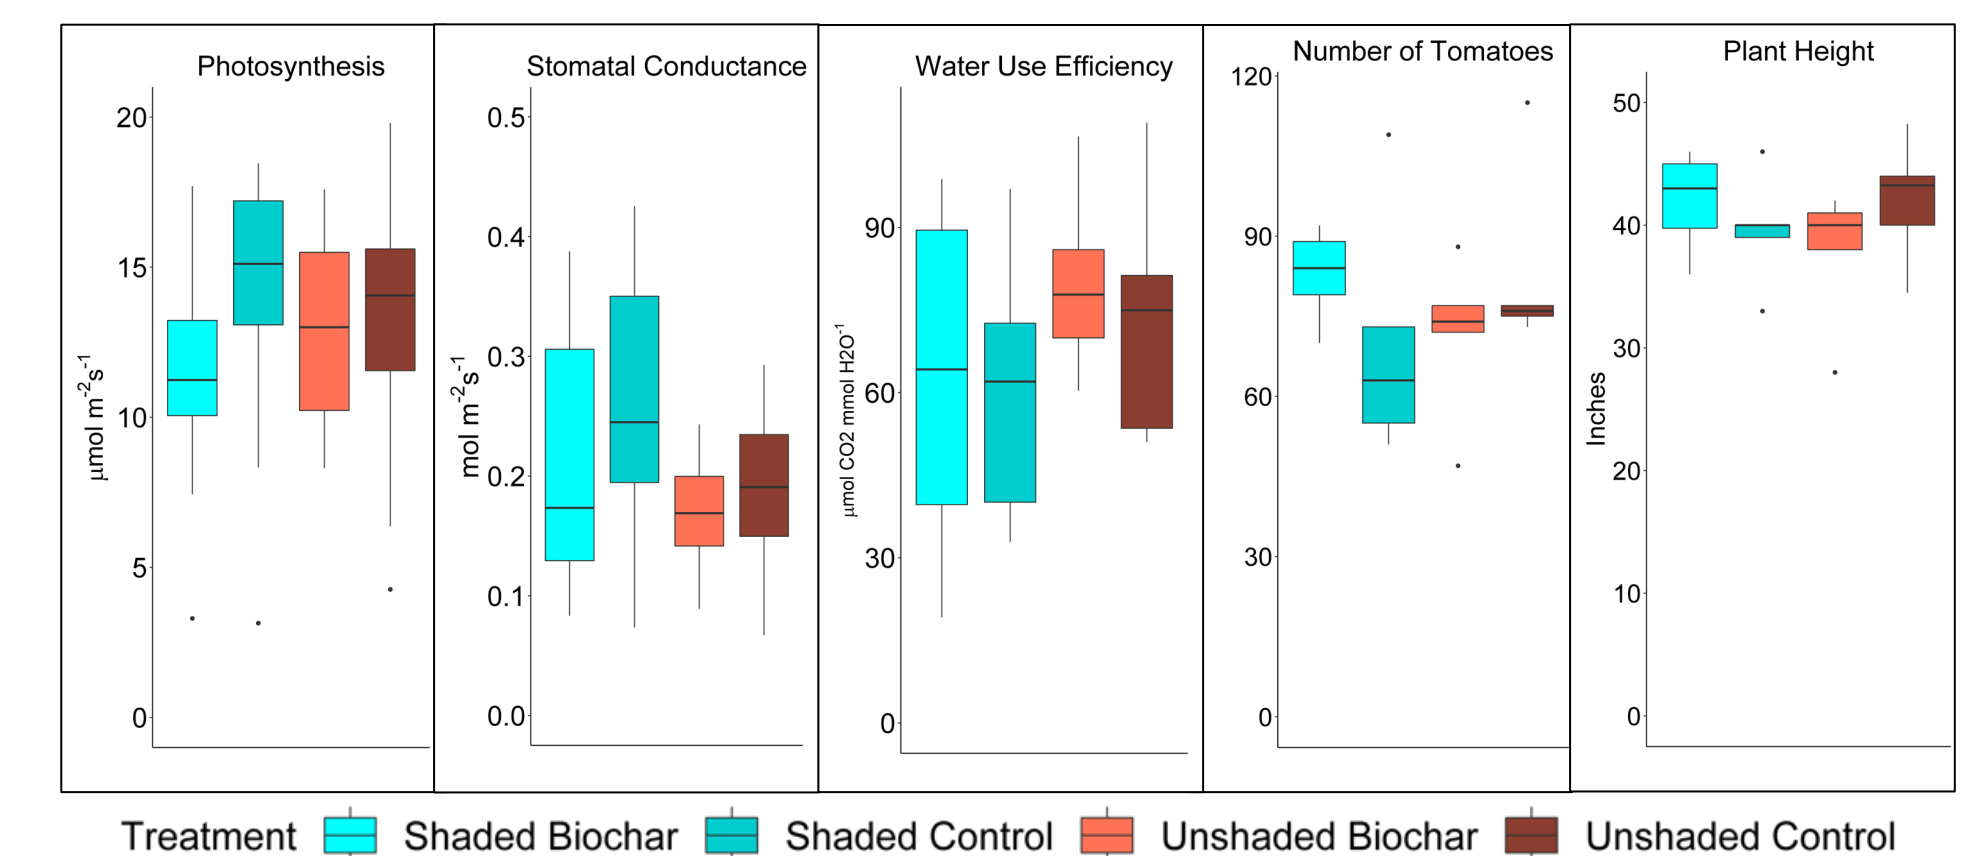 Photosynthesis
20
15
10
5
0
μmol m-2s-1
Stomatal Conductance
0.5
0.4
0.3
0.2
0.1
0.0
mol m-2s-1
Water Use Efficiency
90
60
30
0
μmol CO2 mmol H2O-1
Number of Tomatoes
120
90
60
30
0
Plant Height
50
40
30
20
10
0
Inches
Treatment Shaded Biochar Shaded Control Unshaded Biochar Unshaded Control